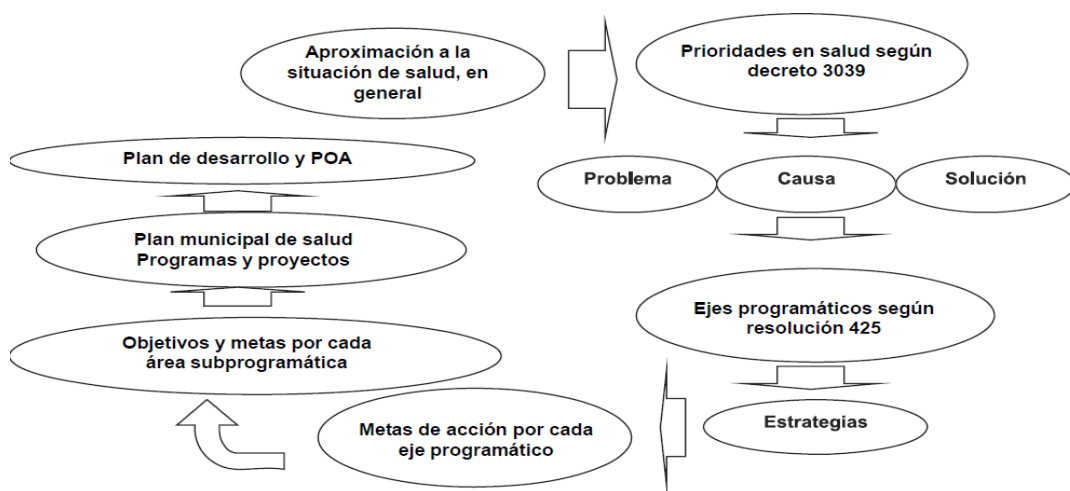 Aproximación a la
situación de salud, en
general
Prioridades en salud según
decreto 3039
Problema
Causa
Solución
Ejes programáticos según
resolución 425
Estrategias
Metas de acción por cada
eje programático
Objetivos y metas por cada
área subprogramática
Plan municipal de salud
Programas y proyectos
Plan de desarrollo y POA